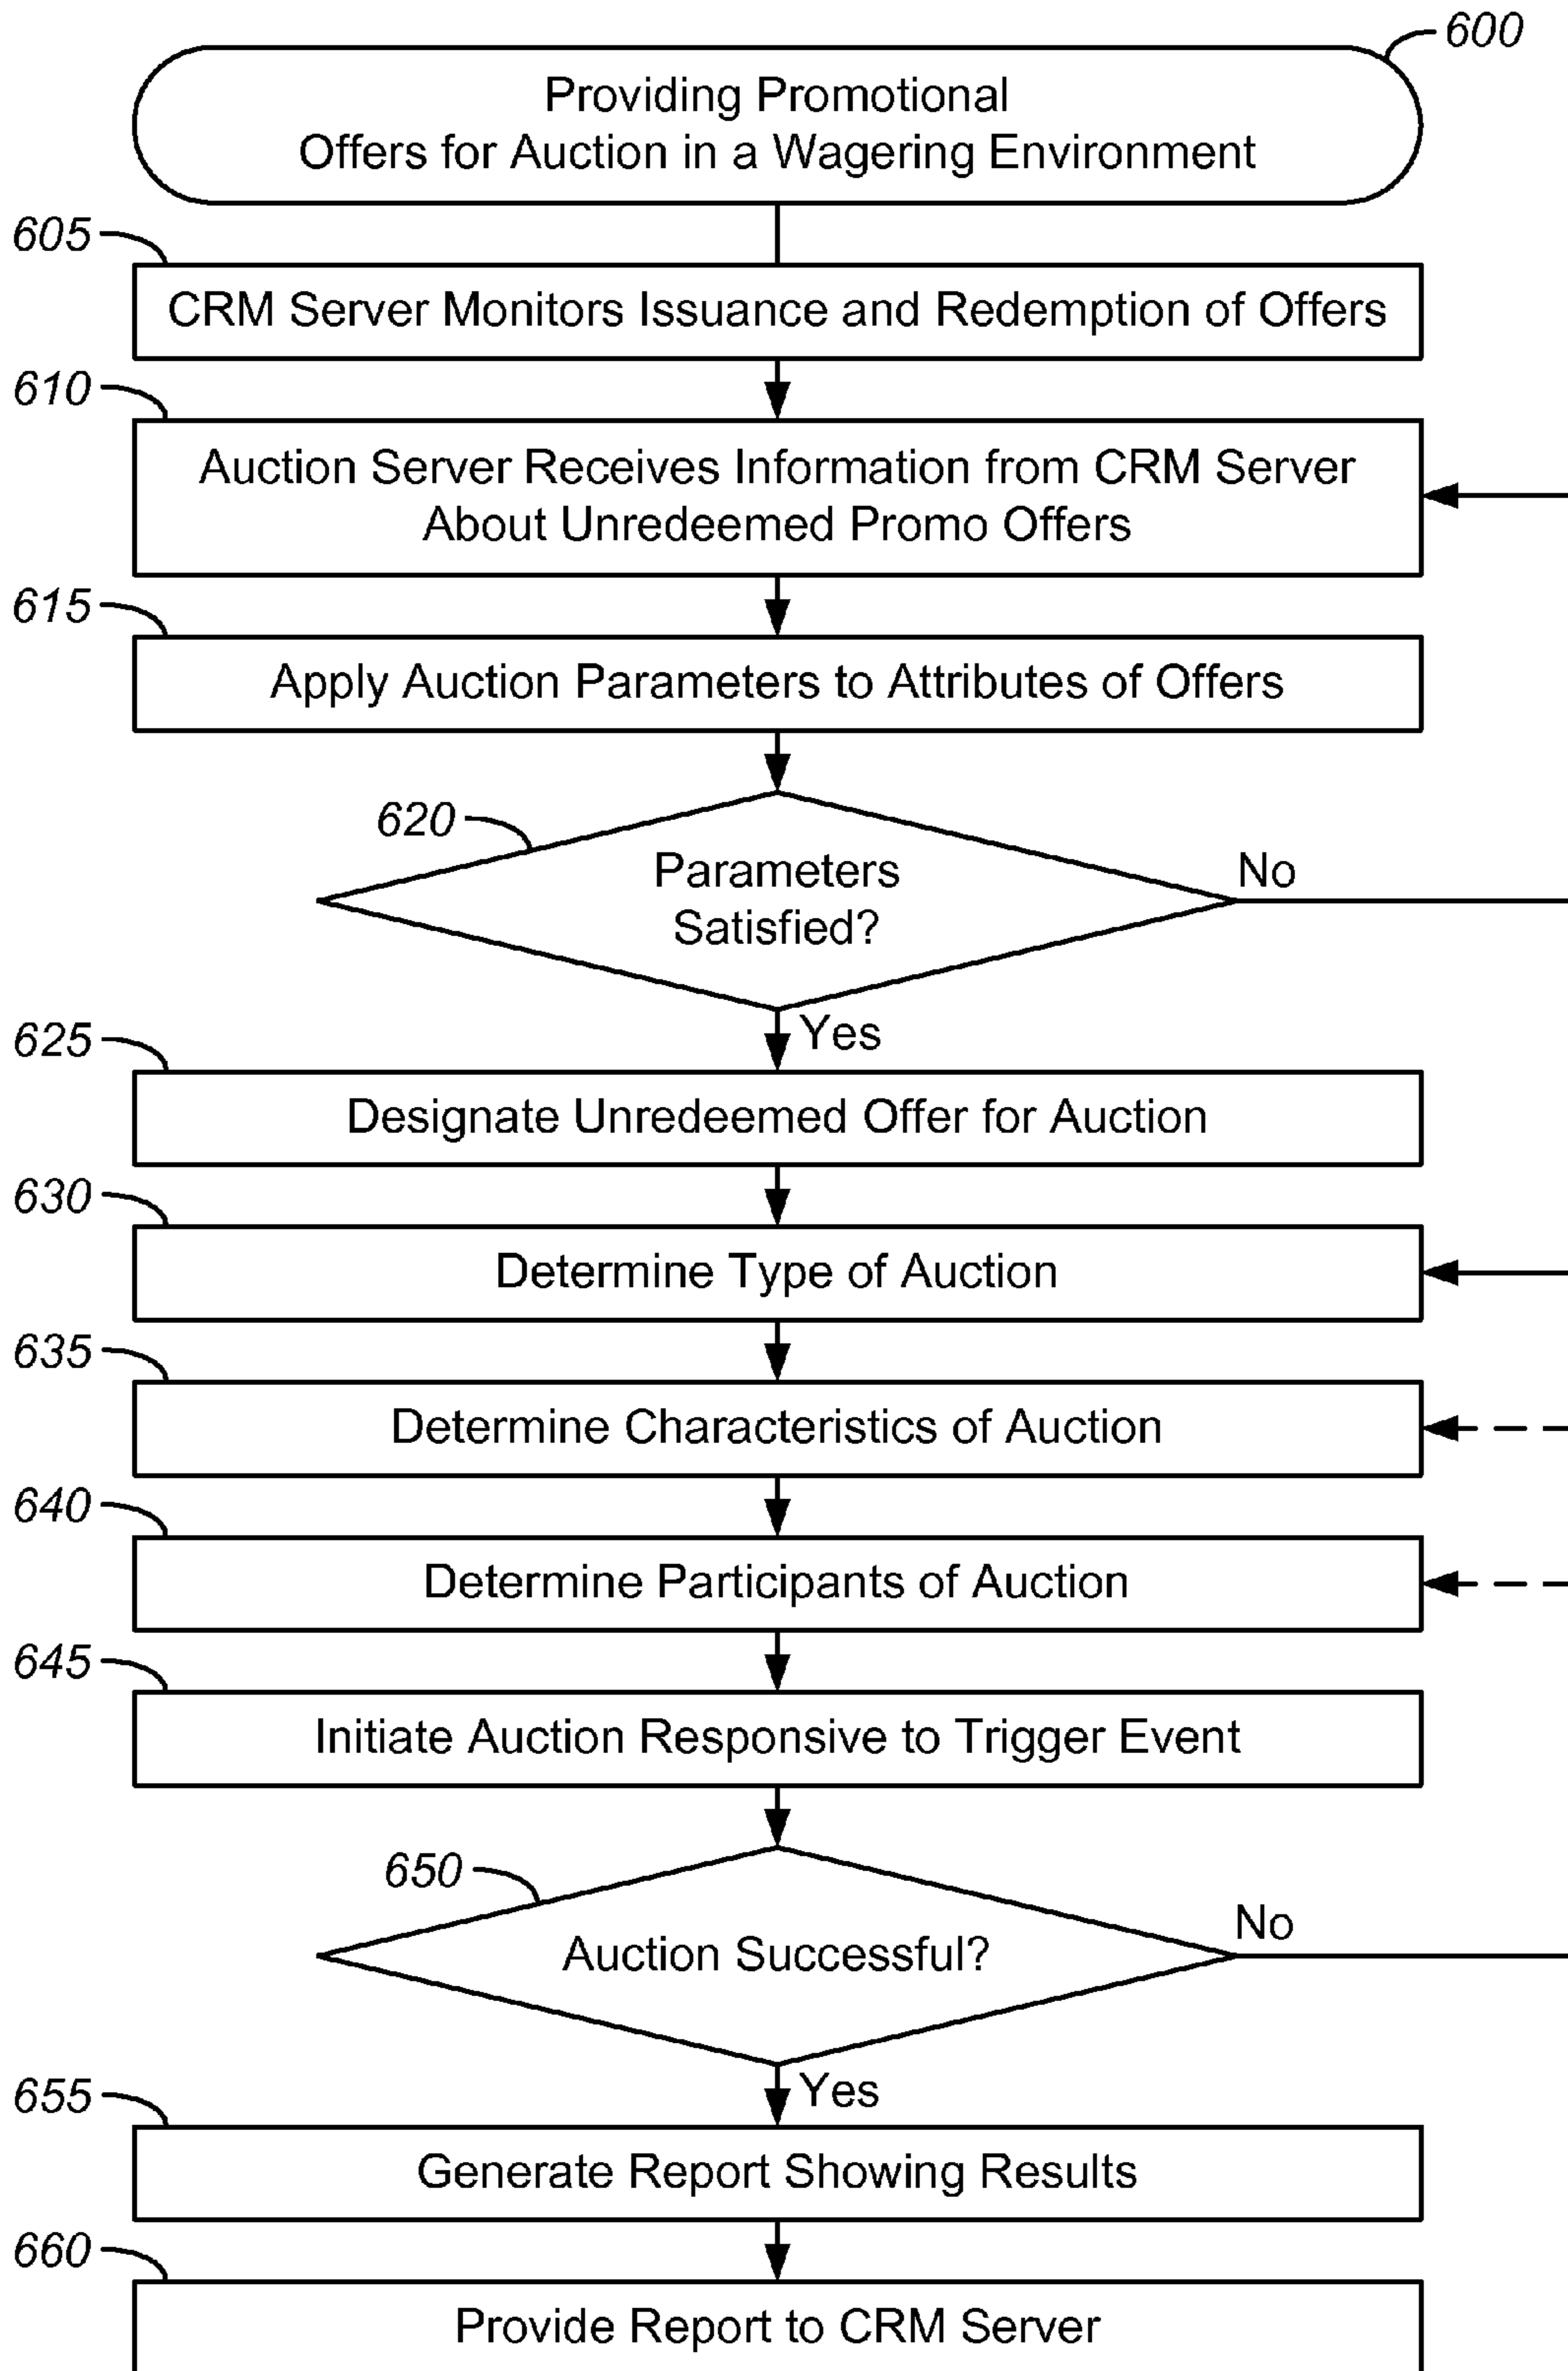 600
Providing Promotional
Offers for Auction in a Wagering Environment
605
CRM Server Monitors Issuance and Redemption of Offers
610
Auction Server Receives Information from CRM Server
About Unredeemed Promo Offers
615
Apply Auction Parameters to Attributes of Offers
620
Parameters
Satisfied?
No
Yes
625
Designate Unredeemed Offer for Auction
630
Determine Type of Auction
635
Determine Characteristics of Auction
640
Determine Participants of Auction
645
Initiate Auction Responsive to Trigger Event
650
Auction Successful?
No
Yes
655
Generate Report Showing Results
660
Provide Report to CRM Server